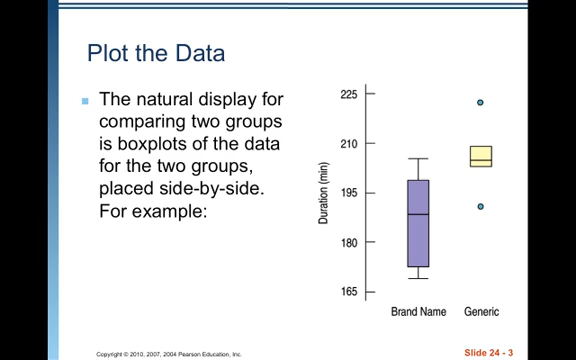 Plot the Data
The natural display for
comparing two groups
is boxplots of the data
for the two groups,
placed side-by-side.
For example:
225
210
195
180
165
Duration (min)
Brand Name
Generic
Copyright © 2010, 2007, 2004 Pearson Education, Inc.
Slide 24 - 3